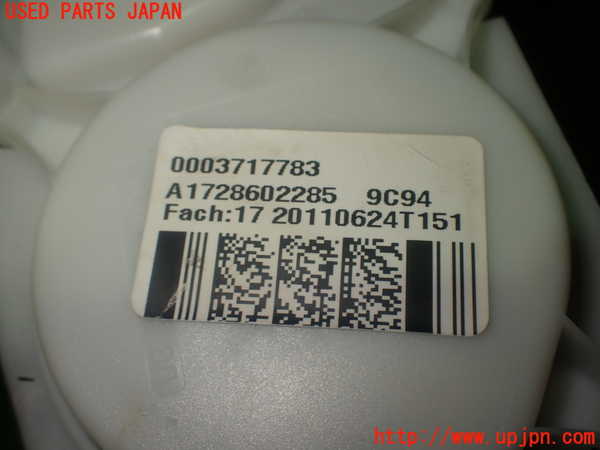 USED PARTS JAPAN
0003717783
A1728602285 9C94
Fach:17 20110624T151
http://www.upjpn.com/